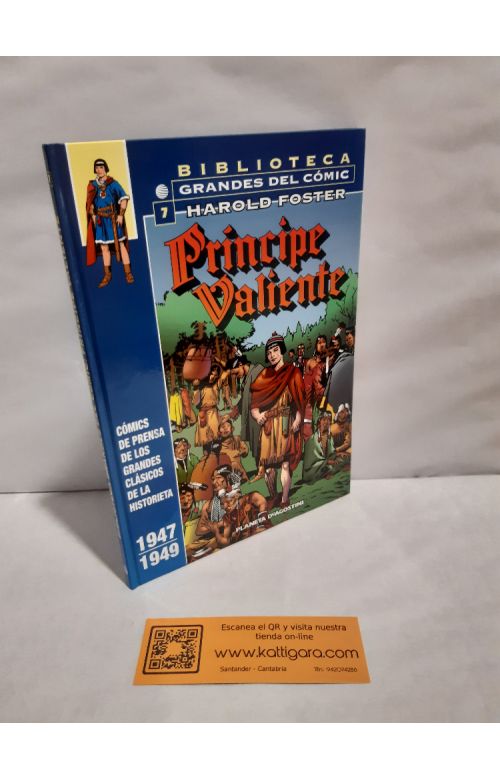 BIBLIOTECA
GRANDES DEL CÓMIC
7
HAROLD FOSTER
Príncipe
Valiente
CÓMICS
DE PRENSA
DE LOS
GRANDES
CLÁSICOS
DE LA
HISTORIETA
1947
1949
PLANETA DeAGOSTINI
Escanea el QR y visita nuestra
tienda on-line
www.kattigara.com
Santander - Cantabria
Tfn. 942094286